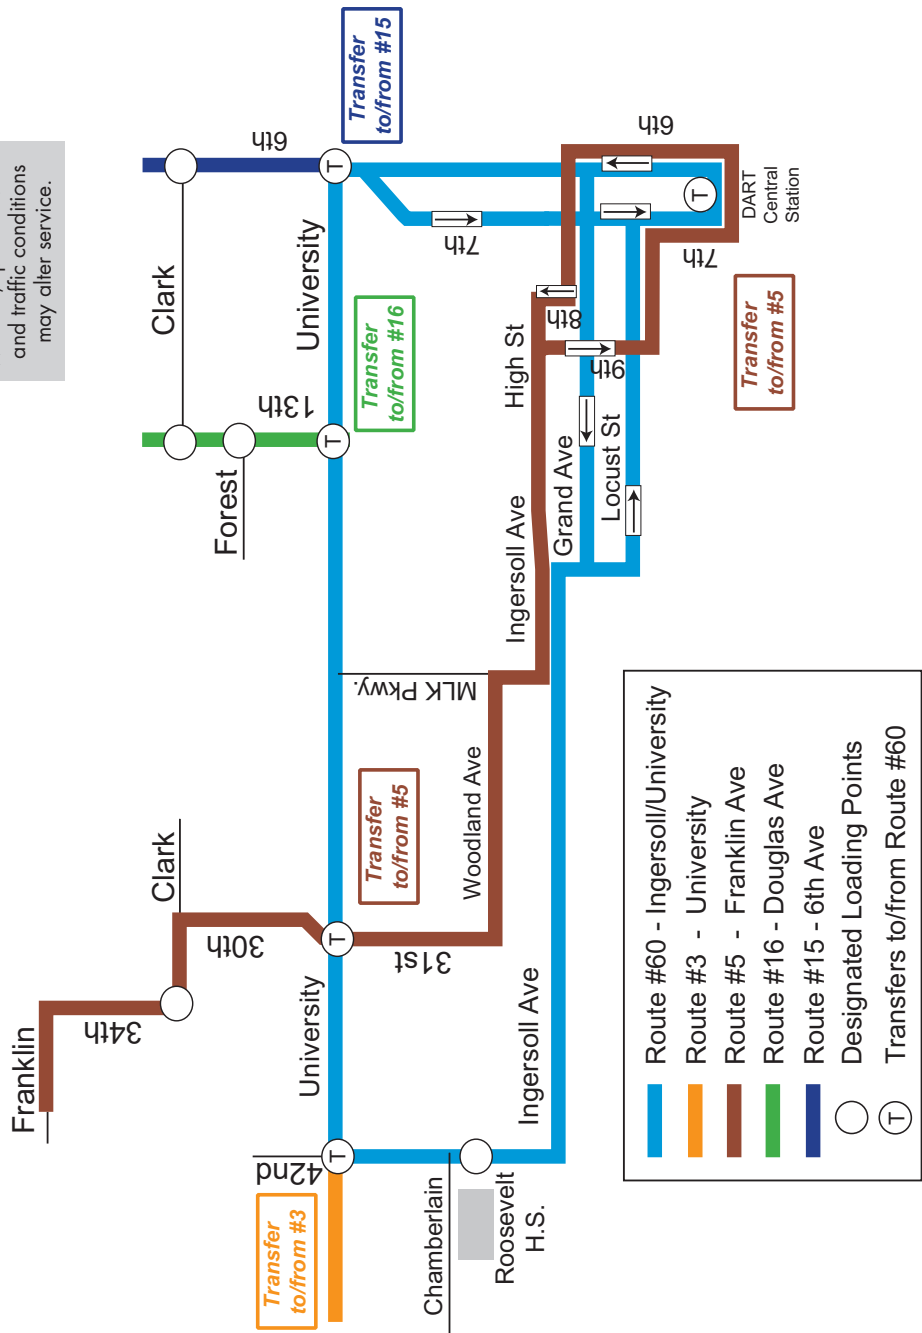 and traffic conditions
may alter service.
Franklin
34th
Clark
30th
Clark
6th
Transfer
to/from #15
Forest
13th
University
University
42nd
Transfer
to/from #3
Transfer
to/from #5
Transfer
to/from #16
T
T
T
T
31st
MLK Pkwy.
Woodland Ave
7th
6th
8th
High St
9th
Grand Ave
Locust St
Ingersoll Ave
Ingersoll Ave
7th
T
DART
Central
Station
Transfer
to/from #5
Chamberlain
Roosevelt
H.S.
Route #60 - Ingersoll/University
Route #3 - University
Route #5 - Franklin Ave
Route #16 - Douglas Ave
Route #15 - 6th Ave
Designated Loading Points
T
Transfers to/from Route #60